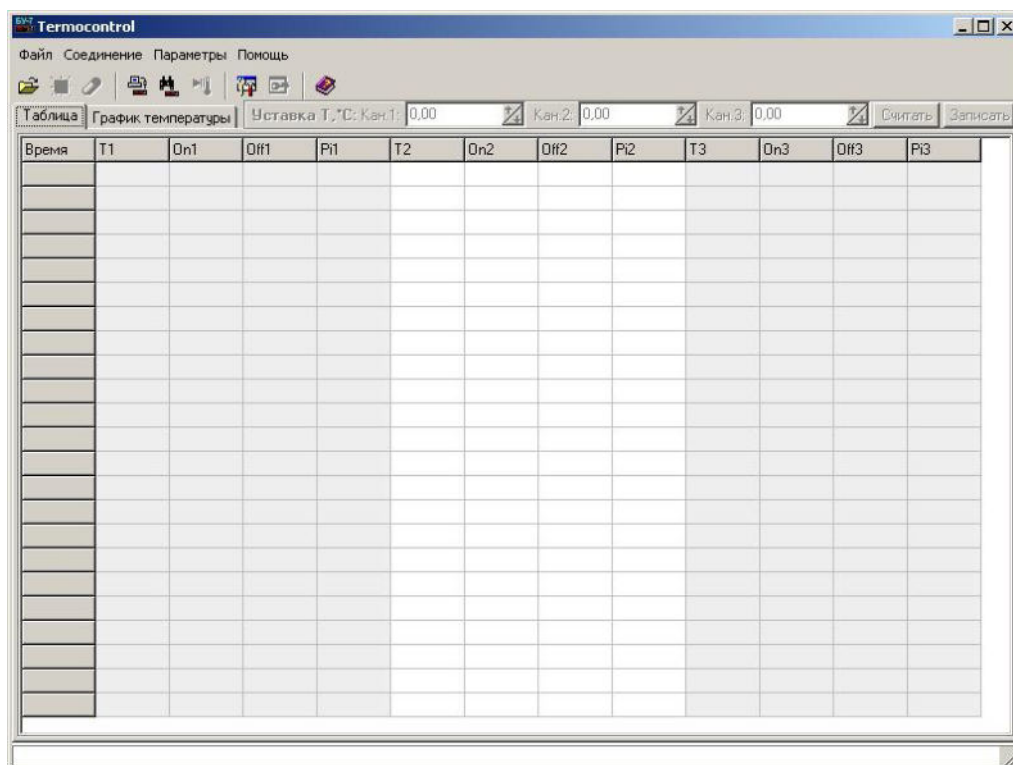 Termocontrol
Файл Соединение Параметры Помощь
Таблица График температуры Уставка Т,°С: Кан.1: 0,00 Кан.2: 0,00 Кан.3: 0,00 Считать Записать
Время T1 On1 Off1 Pi1 T2 On2 Off2 Pi2 T3 On3 Off3 Pi3